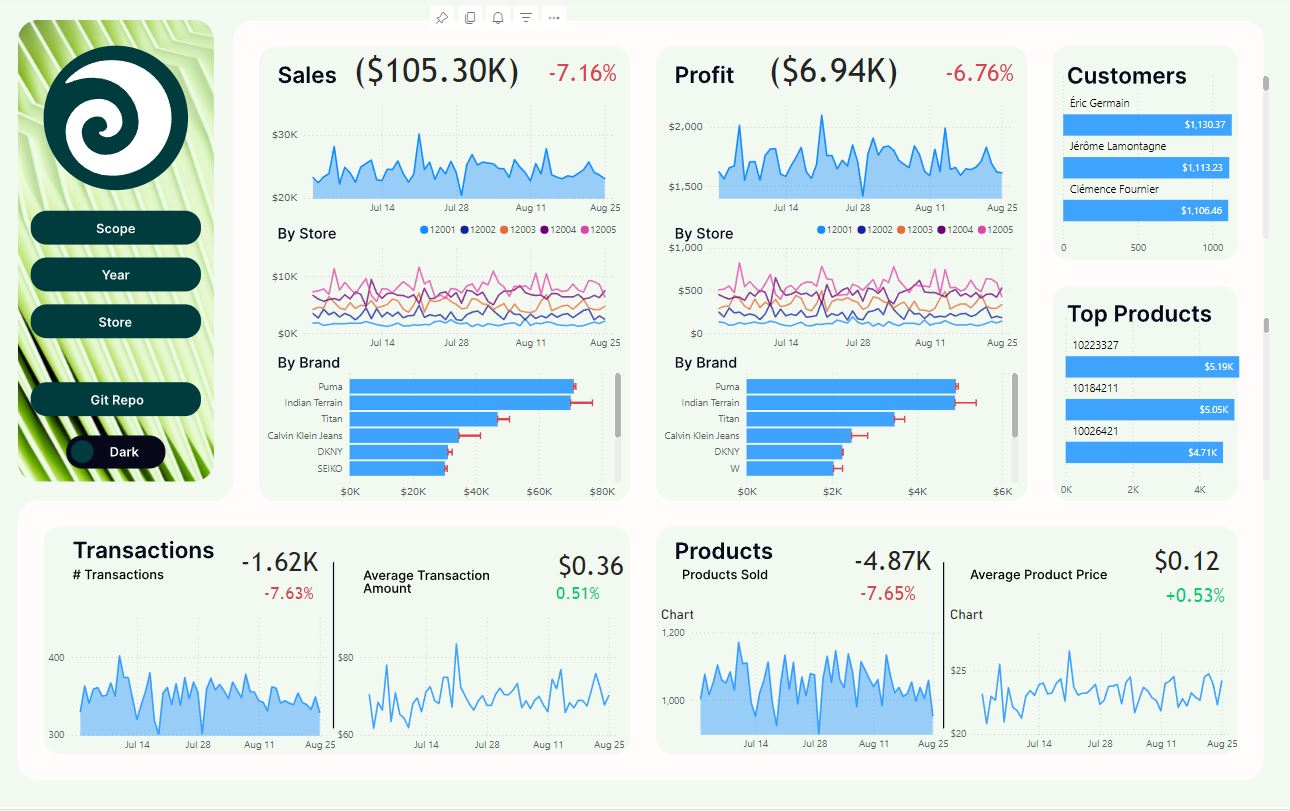 Scope
Year
Store
Git Repo
Dark
Sales ($105.30K) -7.16%
$30K
$20K
Jul 14 Jul 28 Aug 11 Aug 25
By Store 12001 12002 12003 12004 12005
$10K
$0K
Jul 14 Jul 28 Aug 11 Aug 25
By Brand
Puma
Indian Terrain
Titan
Calvin Klein Jeans
DKNY
SEIKO
$0K $20K $40K $60K $80K
Profit ($6.94K) -6.76%
$2,000
$1,500
Jul 14 Jul 28 Aug 11 Aug 25
By Store 12001 12002 12003 12004 12005
$1,000
$500
$0
Jul 14 Jul 28 Aug 11 Aug 25
By Brand
Puma
Indian Terrain
Titan
Calvin Klein Jeans
DKNY
W
$0K $2K $4K $6K
Customers
Éric Germain
$1,130.37
Jérôme Lamontagne
$1,113.23
Clémence Fournier
$1,106.46
0 500 1000
Top Products
10223327
$5.19K
10184211
$5.05K
10026421
$4.71K
0K 2K 4K
Transactions
# Transactions
-1.62K
-7.63%
400
300
Jul 14 Jul 28 Aug 11 Aug 25
Average Transaction
Amount
$0.36
0.51%
$80
$60
Jul 14 Jul 28 Aug 11 Aug 25
Products
Products Sold
-4.87K
-7.65%
Chart
1,200
1,000
Jul 14 Jul 28 Aug 11 Aug 25
Average Product Price
$0.12
+0.53%
Chart
$25
$20
Jul 14 Jul 28 Aug 11 Aug 25